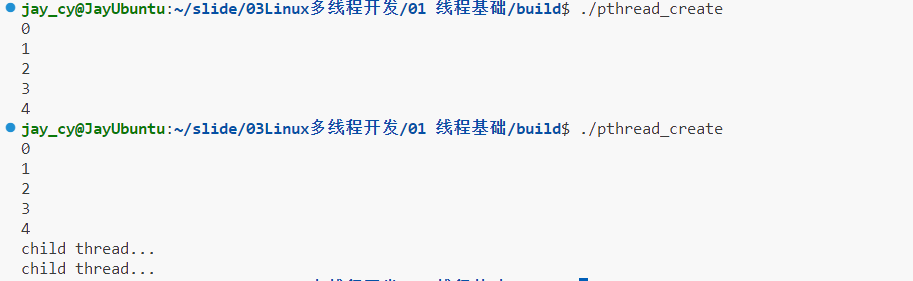 jay_cy@JayUbuntu:~/slide/03Linux多线程开发/01 线程基础/build$ ./pthread_create
0
1
2
3
4
jay_cy@JayUbuntu:~/slide/03Linux多线程开发/01 线程基础/build$ ./pthread_create
0
1
2
3
4
child thread...
child thread...